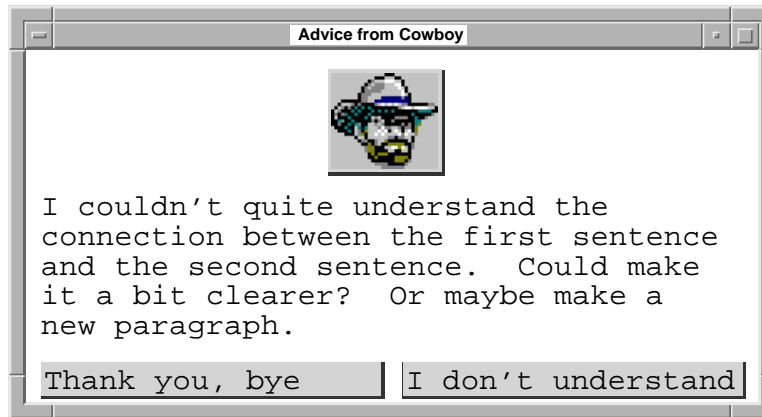 Advice from Cowboy
I couldn't quite understand the
connection between the first sentence
and the second sentence.  Could make
it a bit clearer?  Or maybe make a
new paragraph.
Thank you, bye
I don't understand